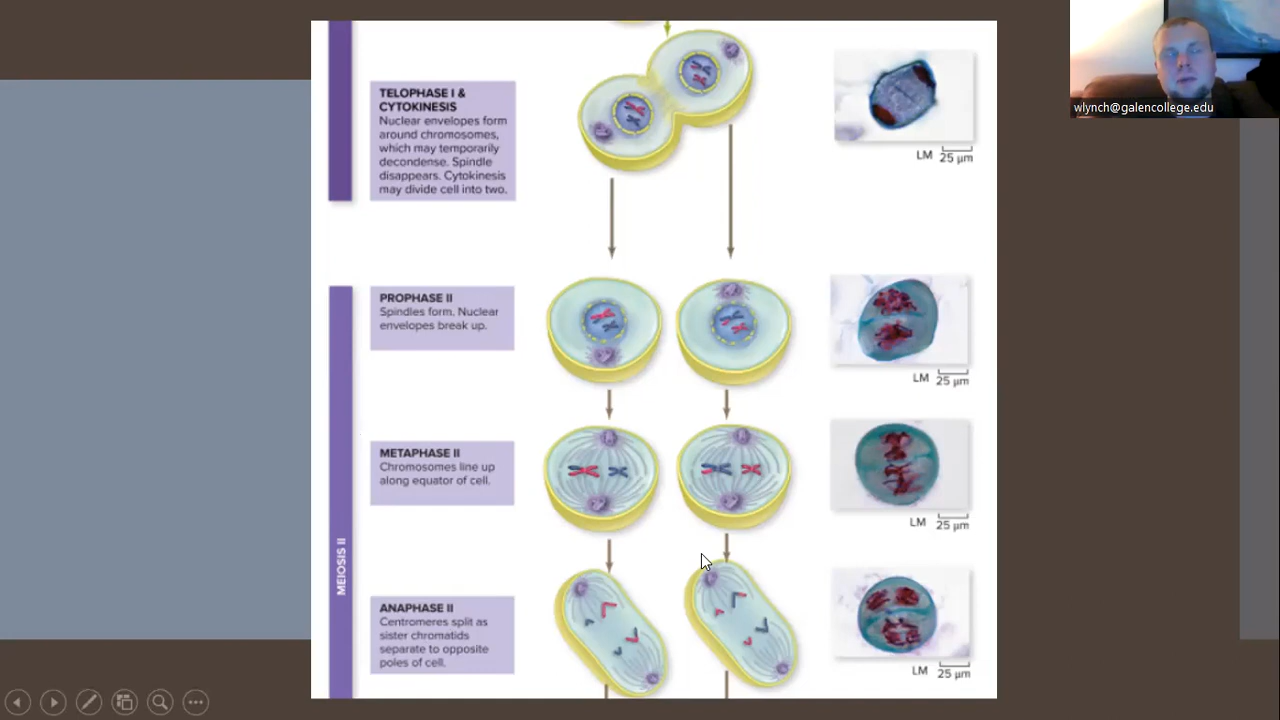 wlynch@galencollege.edu
TELOPHASE I &
CYTOKINESIS
Nuclear envelopes form
around chromosomes,
which may temporarily
decondense. Spindle
disappears. Cytokinesis
may divide cell into two.
LM 25 µm
PROPHASE II
Spindles form. Nuclear
envelopes break up.
LM 25 µm
METAPHASE II
Chromosomes line up
along equator of cell.
LM 25 µm
MEIOSIS II
ANAPHASE II
Centromeres split as
sister chromatids
separate to opposite
poles of cell.
LM 25 µm